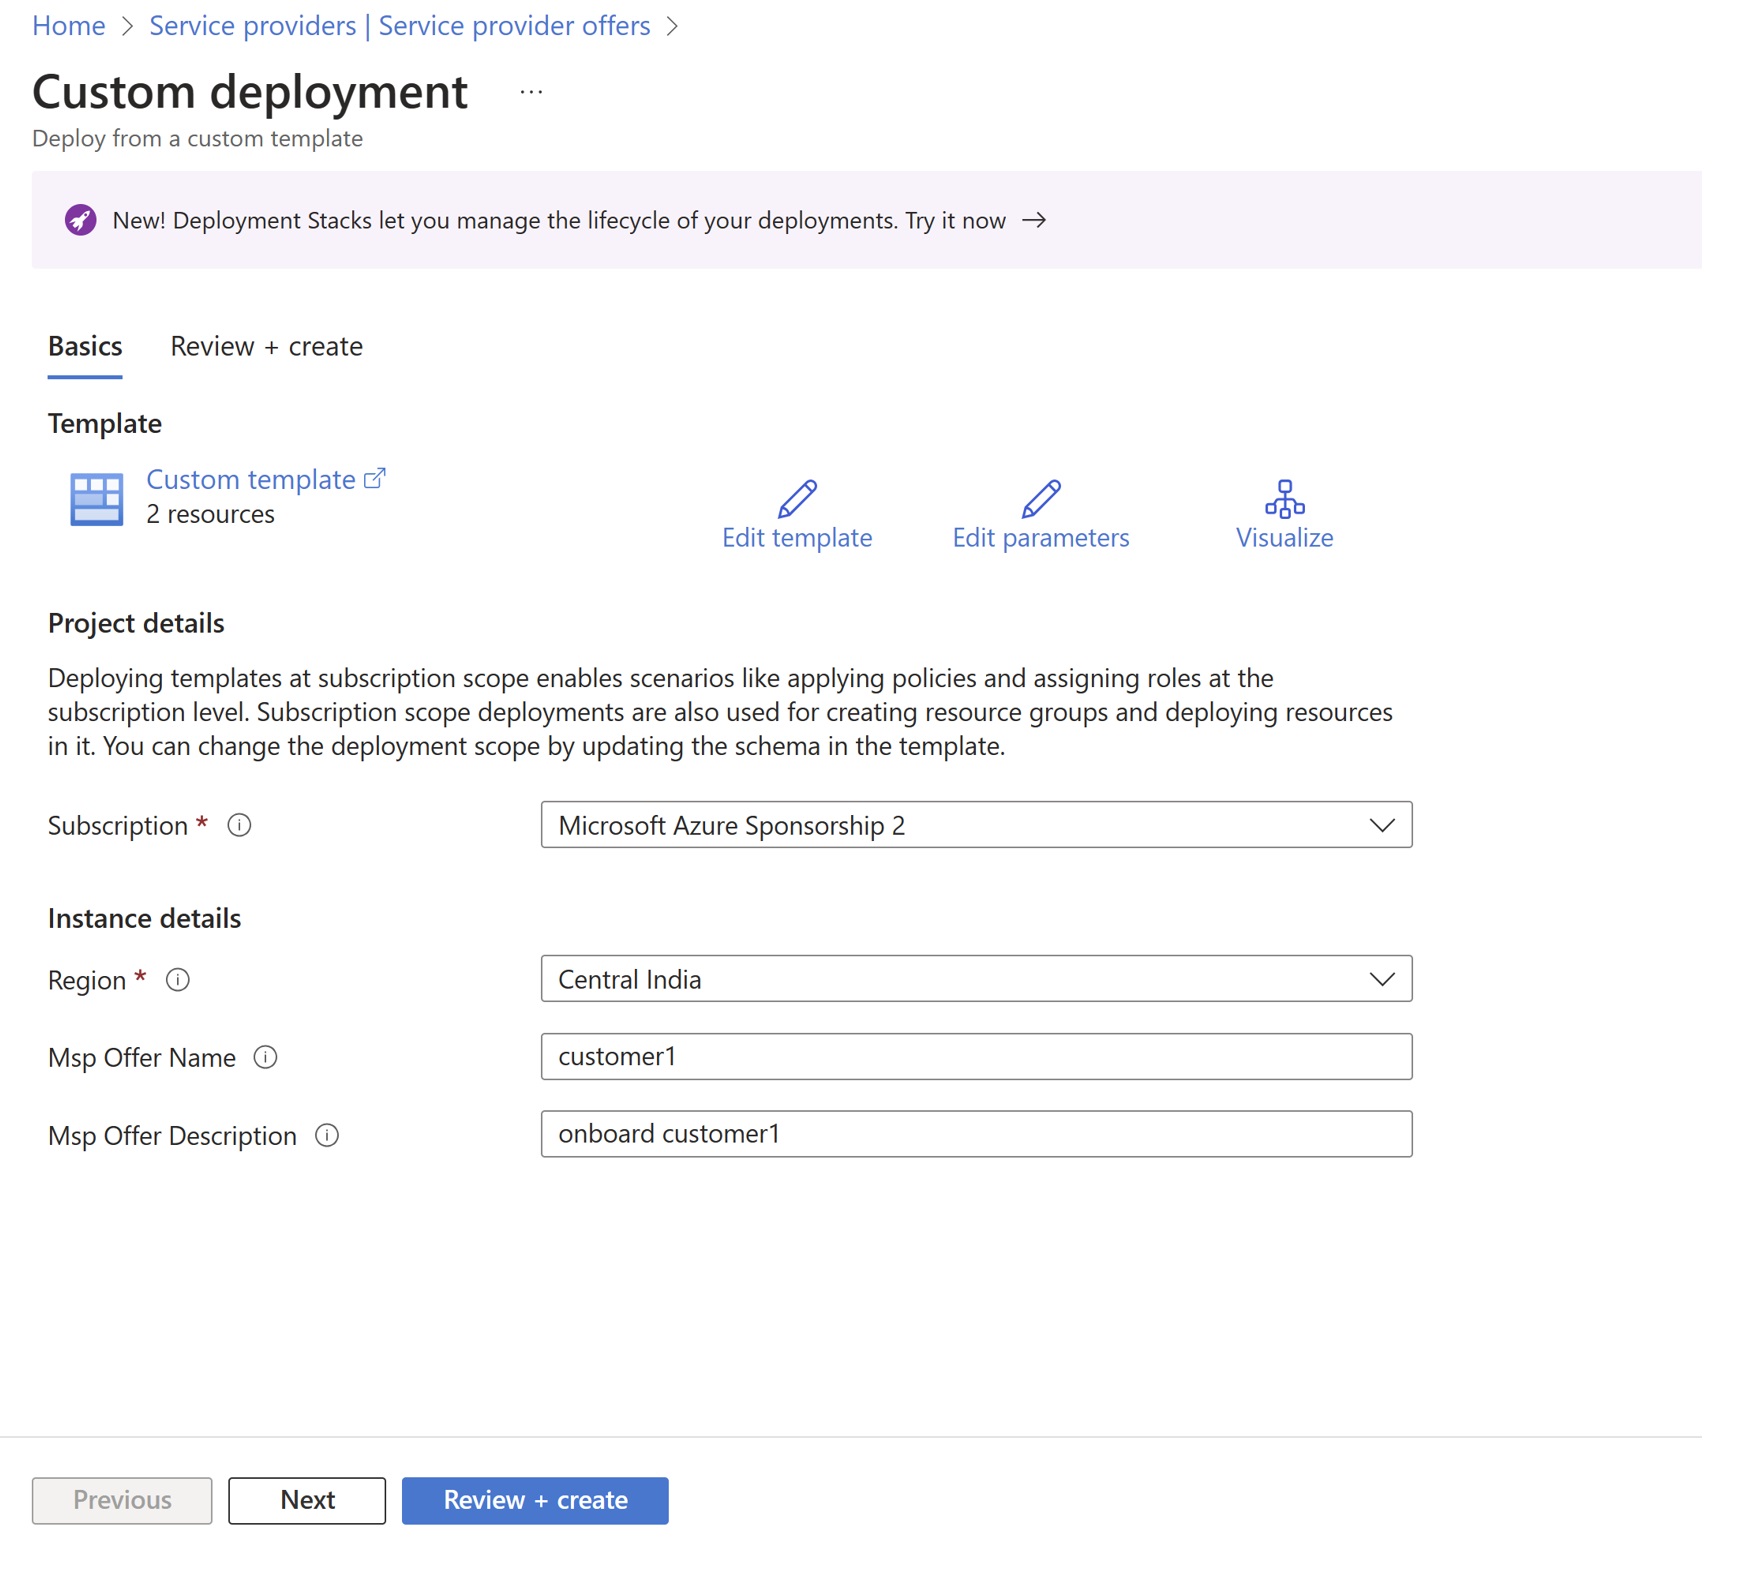 Home > Service providers | Service provider offers >
Custom deployment ...
Deploy from a custom template
New! Deployment Stacks let you manage the lifecycle of your deployments. Try it now →
Basics Review + create
Template
Custom template
2 resources
Edit template Edit parameters Visualize
Project details
Deploying templates at subscription scope enables scenarios like applying policies and assigning roles at the
subscription level. Subscription scope deployments are also used for creating resource groups and deploying resources
in it. You can change the deployment scope by updating the schema in the template.
Subscription * Microsoft Azure Sponsorship 2
Instance details
Region * Central India
Msp Offer Name customer1
Msp Offer Description onboard customer1
Previous Next Review + create